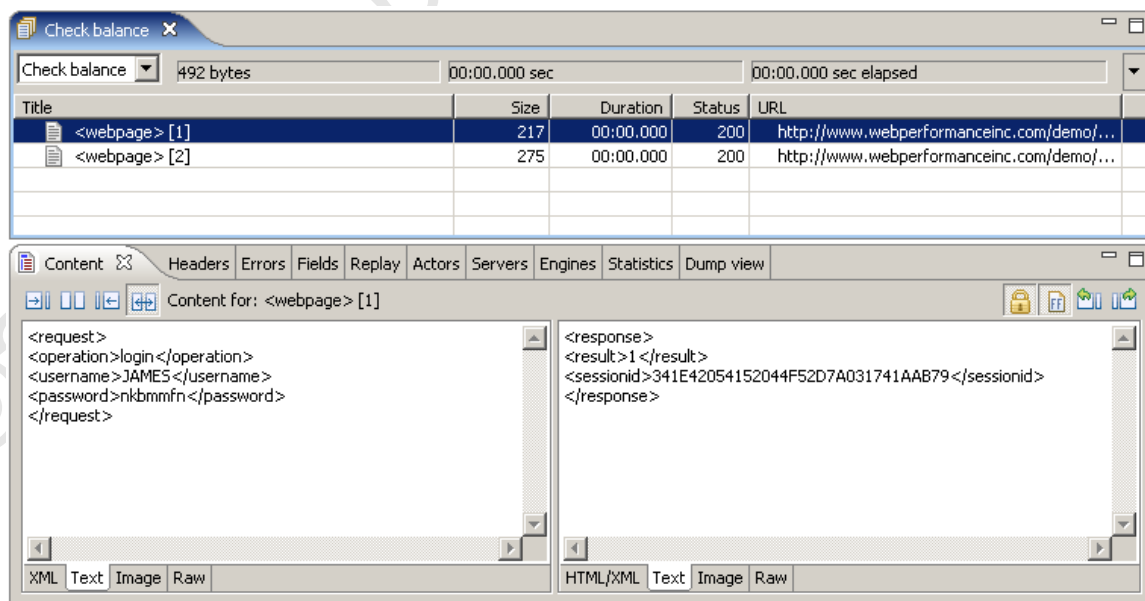 Check balance
Check balance 492 bytes 00:00.000 sec 00:00.000 sec elapsed
Title Size Duration Status URL
<webpage> [1] 217 00:00.000 200 http://www.webperformanceinc.com/demo/...
<webpage> [2] 275 00:00.000 200 http://www.webperformanceinc.com/demo/...
Content Headers Errors Fields Replay Actors Servers Engines Statistics Dump view
Content for: <webpage> [1] FF
<request>
<operation>login</operation>
<username>JAMES</username>
<password>nkbmmfn</password>
</request>
<response>
<result>1</result>
<sessionid>341E42054152044F52D7A031741AAB79</sessionid>
</response>
XML Text Image Raw
HTML/XML Text Image Raw